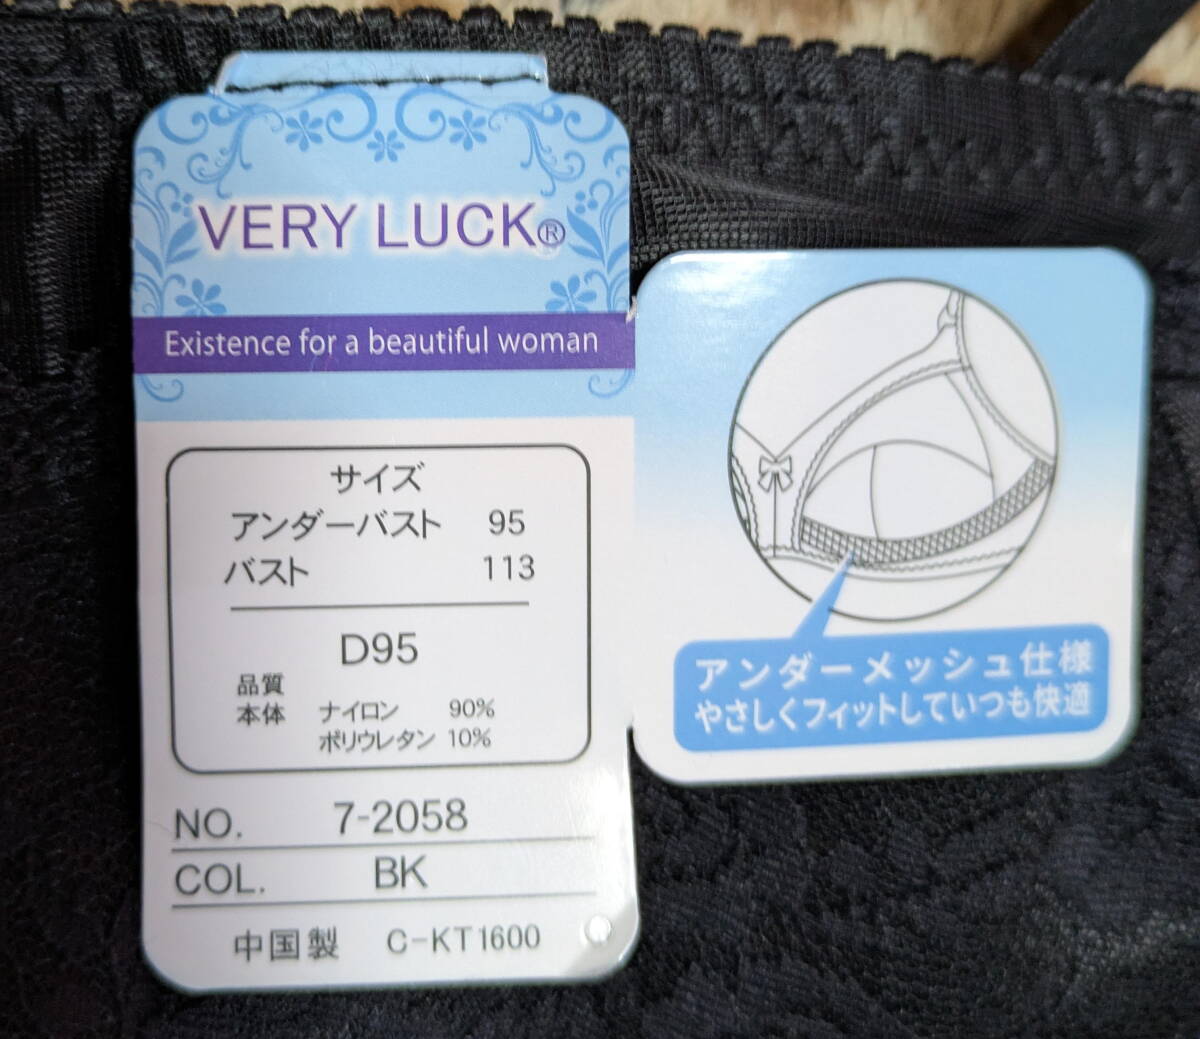 VERY LUCK®
Existence for a beautiful woman
サイズ
アンダーバスト 95
バスト 113
D95
品質
本体 ナイロン 90%
ポリウレタン 10%
NO. 7-2058
COL. BK
中国製 C-KT1600
アンダーメッシュ仕様
やさしくフィットしていつも快適